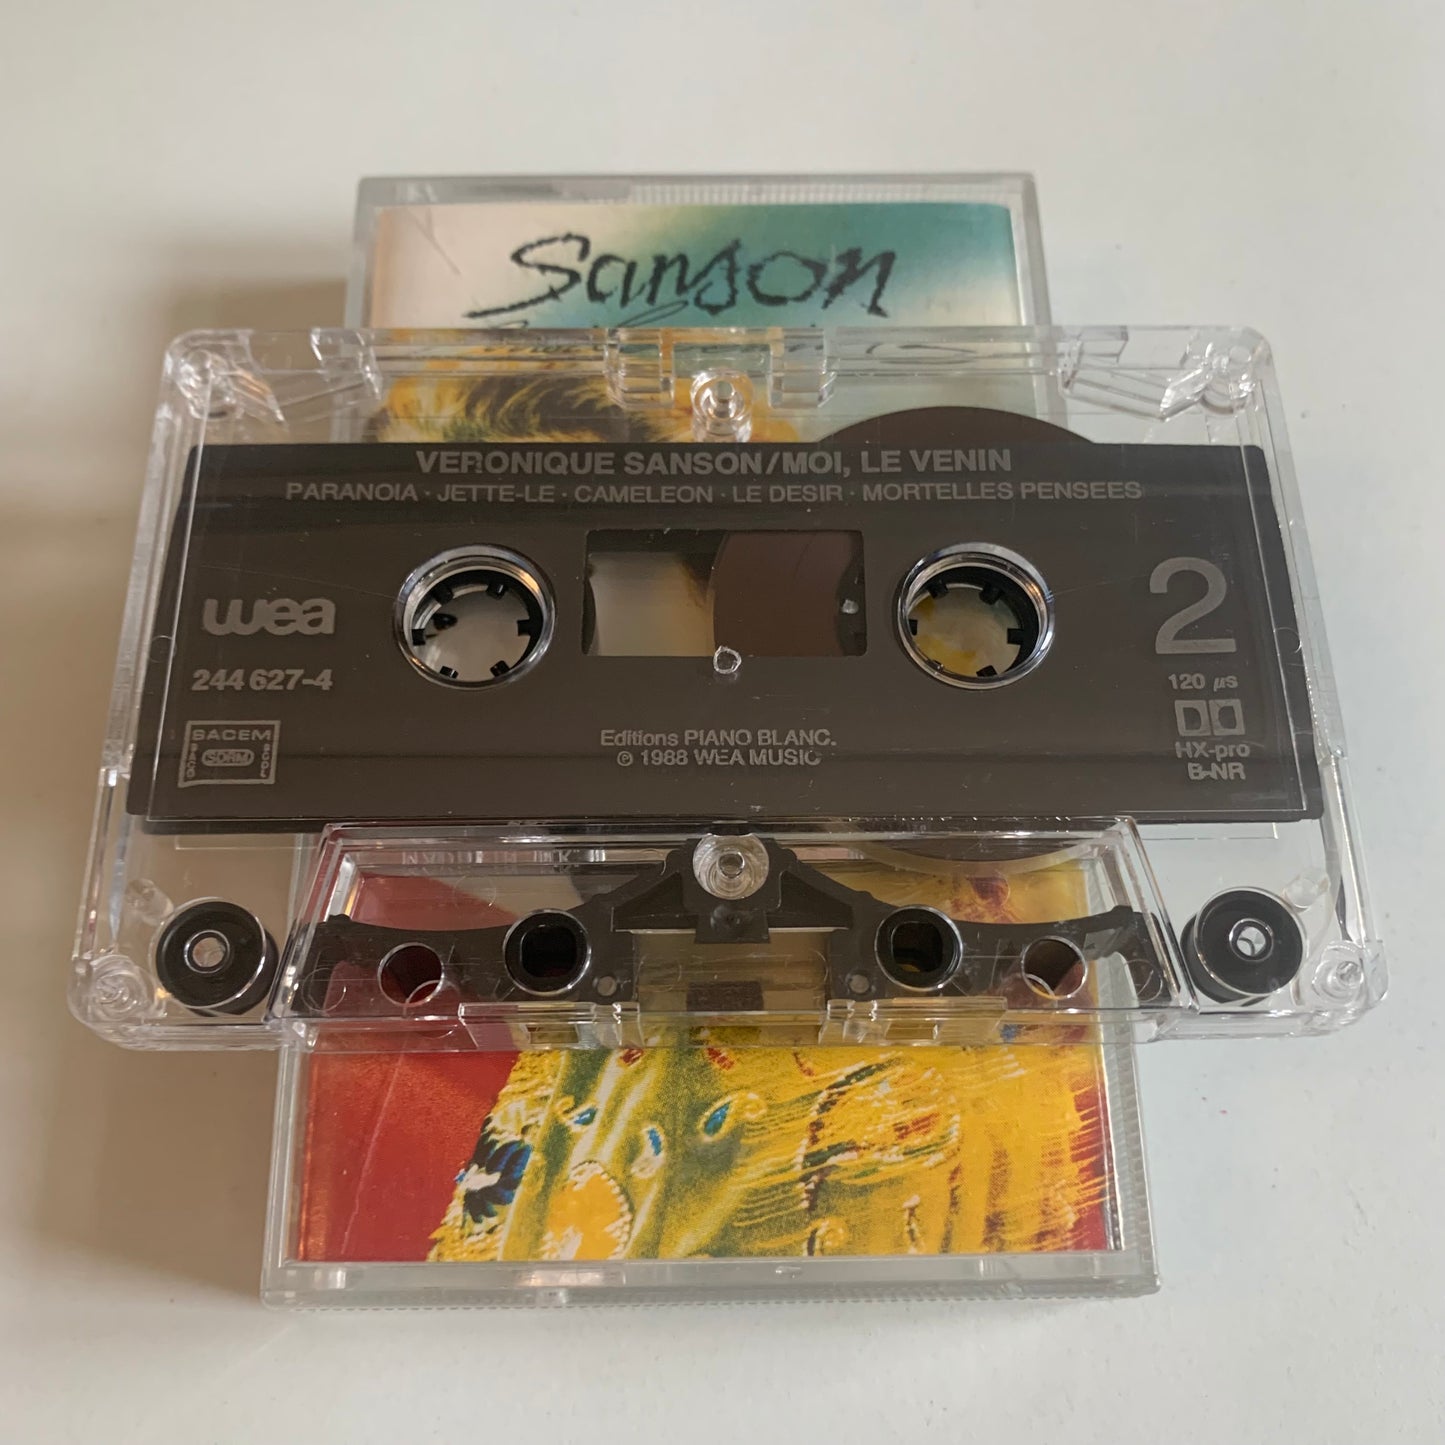 Sanson
VERONIQUE SANSON/MOI, LE VENIN
PARANOIA · JETTE-LE · CAMELEON · LE DESIR · MORTELLES PENSEES
wea
244 627-4
2
120 µs
HX-pro
B-NR
SACEM
SDRM
Editions PIANO BLANC.
℗ 1988 WEA MUSIC